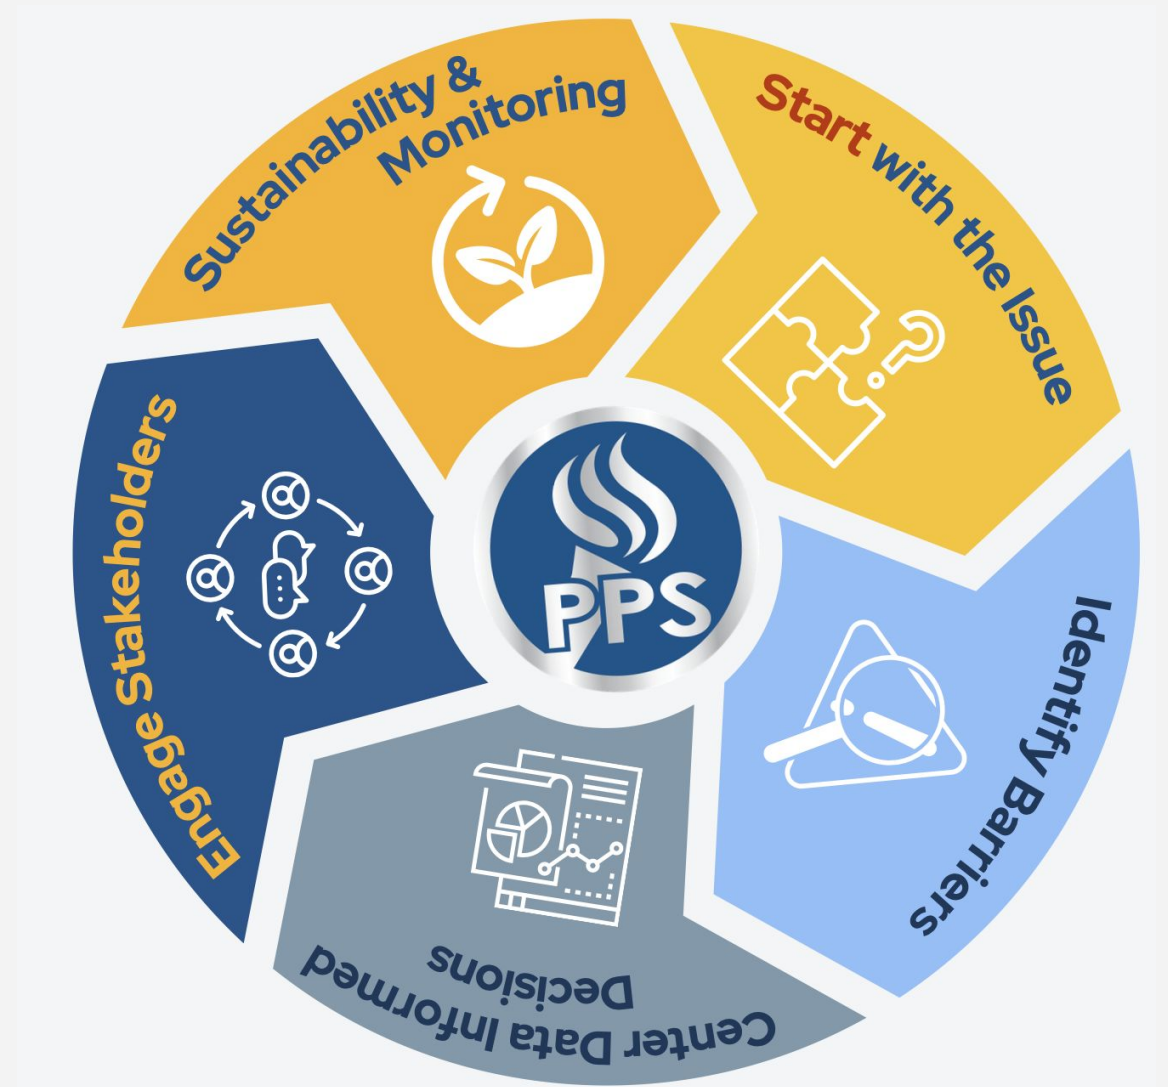 Start with the Issue
Identify Barriers
Center Data Informed
Decisions
Engage Stakeholders
Sustainability &
Monitoring
PPS